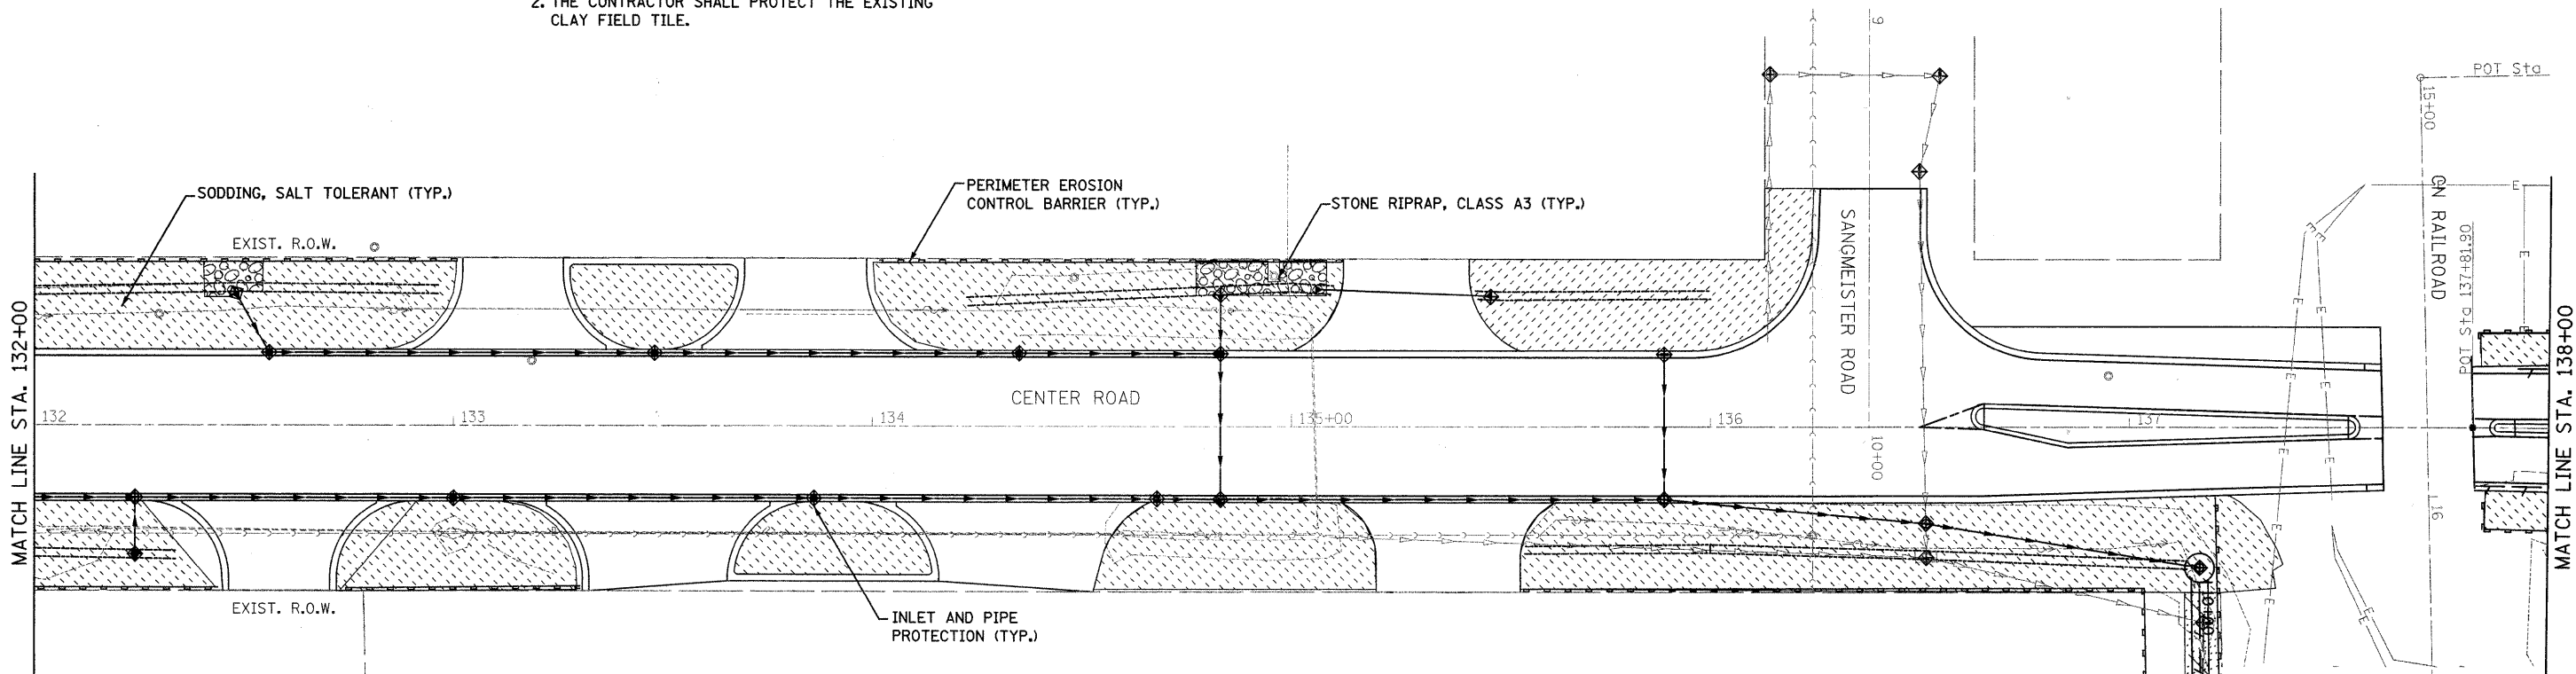 2. THE CONTRACTOR SHALL PROTECT THE EXISTING
CLAY FIELD TILE.
9
POT Sta
15+00
SODDING, SALT TOLERANT (TYP.)
PERIMETER EROSION
CONTROL BARRIER (TYP.)
STONE RIPRAP, CLASS A3 (TYP.)
EXIST. R.O.W.
SANGMEISTER ROAD
CN RAILROAD
POT PtS 137+81.90
E
E
E
E
E
E
E
E
E
E
MATCH LINE STA. 132+00
CENTER ROAD
132
133
134
135+00
136
137
10+00
16
MATCH LINE STA. 138+00
EXIST. R.O.W.
INLET AND PIPE
PROTECTION (TYP.)